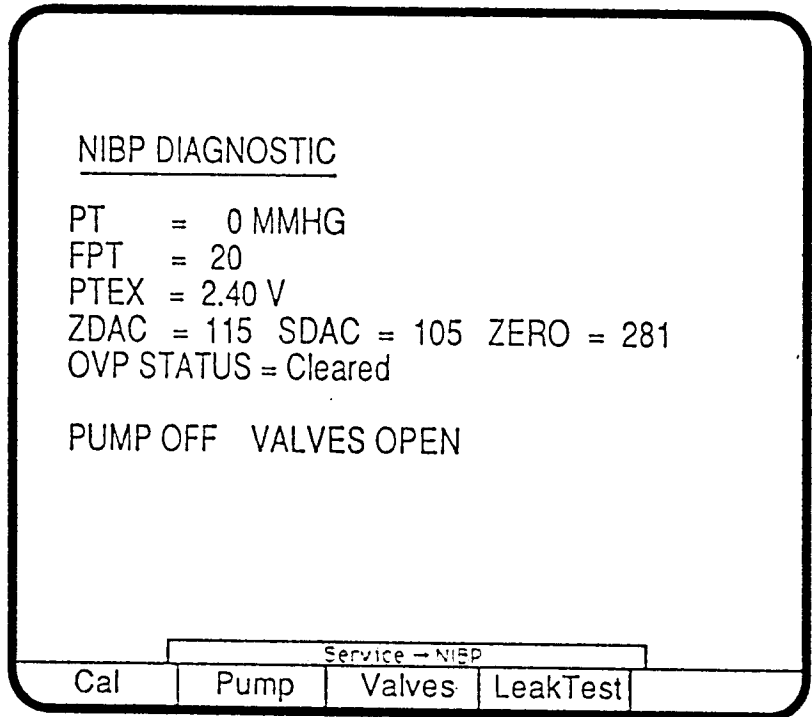 NIBP DIAGNOSTIC
PT = 0 MMHG
FPT = 20
PTEX = 2.40 V
ZDAC = 115 SDAC = 105 ZERO = 281
OVP STATUS = Cleared
PUMP OFF VALVES OPEN
Service → NIBP
Cal Pump Valves LeakTest